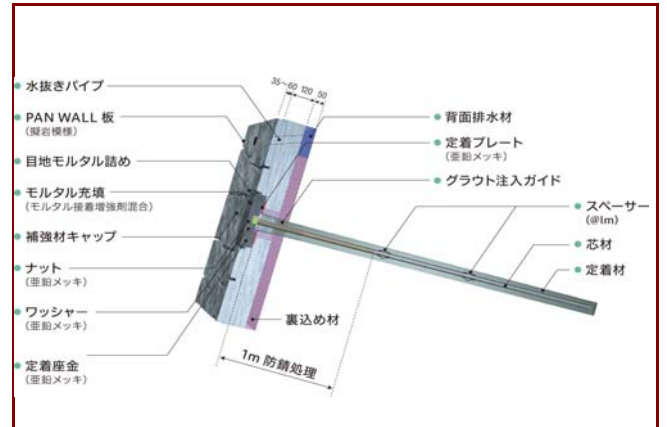 35~60 120 50
水抜きパイプ
PAN WALL 板
(擬岩模様)
目地モルタル詰め
モルタル充填
(モルタル接着増強剤混合)
補強材キャップ
ナット
(亜鉛メッキ)
ワッシャー
(亜鉛メッキ)
定着座金
(亜鉛メッキ)
背面排水材
定着プレート
(亜鉛メッキ)
グラウト注入ガイド
スペーサー
(@lm)
芯材
定着材
裏込め材
1m 防錆処理